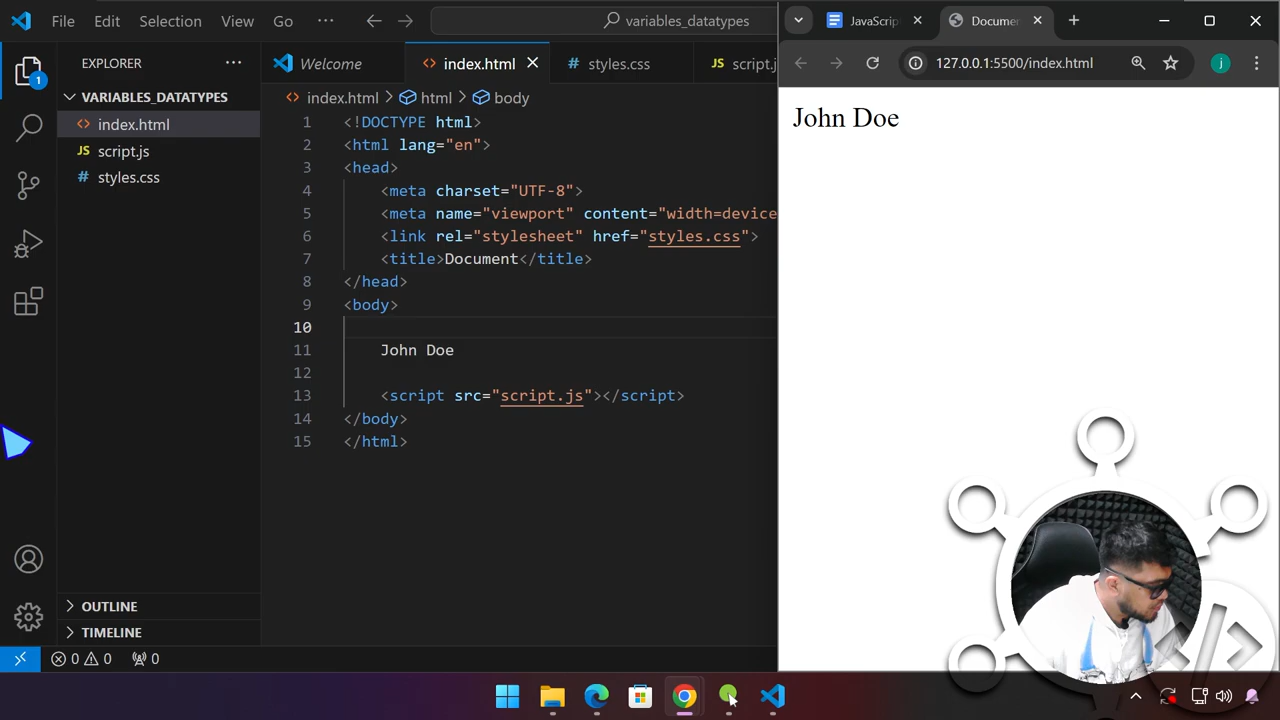 File Edit Selection View Go ··· variables_datatypes
JavaScrip Documen
127.0.0.1:5500/index.html
j
EXPLORER ···
1
VARIABLES_DATATYPES
index.html
JS script.js
# styles.css
OUTLINE
TIMELINE
Welcome index.html # styles.css JS script.j
index.html > html > body
1 <!DOCTYPE html>
2 <html lang="en">
3 <head>
4 <meta charset="UTF-8">
5 <meta name="viewport" content="width=device
6 <link rel="stylesheet" href="styles.css">
7 <title>Document</title>
8 </head>
9 <body>
10
11 John Doe
12
13 <script src="script.js"></script>
14 </body>
15 </html>
0 0 0
John Doe
</>